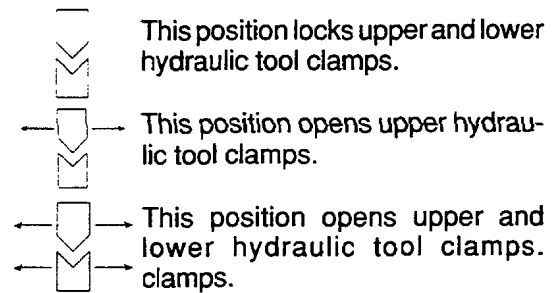 This position locks upper and lower
hydraulic tool clamps.
This position opens upper hydrau-
lic tool clamps.
This position opens upper and
lower hydraulic tool clamps.
clamps.